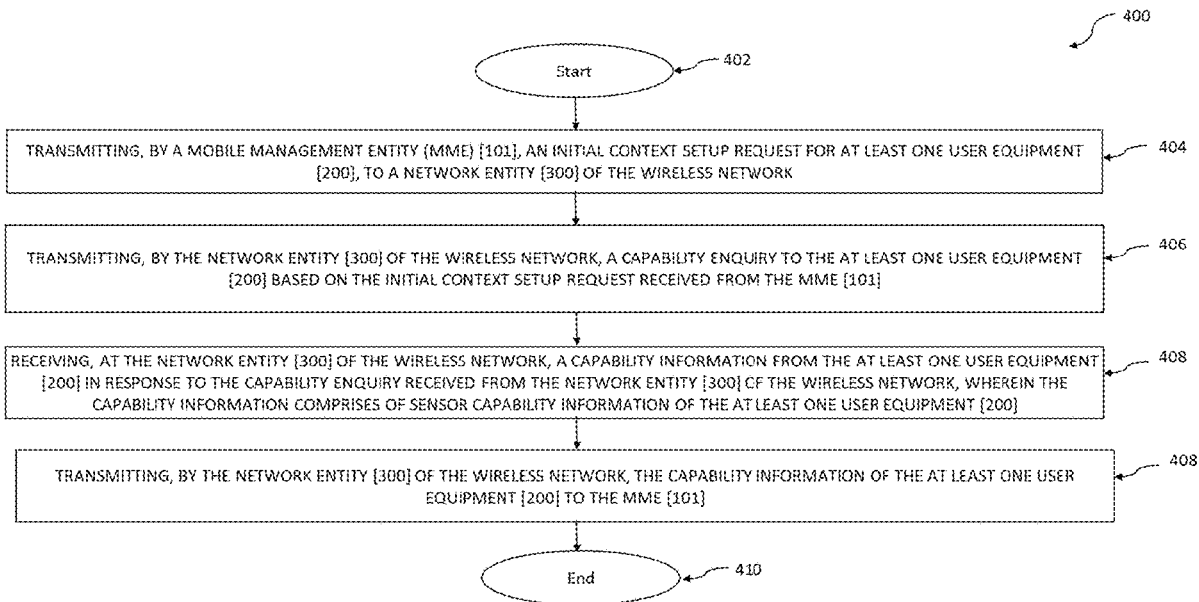 400
Start
402
TRANSMITTING, BY A MOBILE MANAGEMENT ENTITY (MME) [101], AN INITIAL CONTEXT SETUP REQUEST FOR AT LEAST ONE USER EQUIPMENT
[200], TO A NETWORK ENTITY [300] OF THE WIRELESS NETWORK
404
TRANSMITTING, BY THE NETWORK ENTITY [300] OF THE WIRELESS NETWORK, A CAPABILITY ENQUIRY TO THE AT LEAST ONE USER EQUIPMENT
[200] BASED ON THE INITIAL CONTEXT SETUP REQUEST RECEIVED FROM THE MME [101]
406
RECEIVING, AT THE NETWORK ENTITY [300] OF THE WIRELESS NETWORK, A CAPABILITY INFORMATION FROM THE AT LEAST ONE USER EQUIPMENT
[200] IN RESPONSE TO THE CAPABILITY ENQUIRY RECEIVED FROM THE NETWORK ENTITY [300] OF THE WIRELESS NETWORK, WHEREIN THE
CAPABILITY INFORMATION COMPRISES OF SENSOR CAPABILITY INFORMATION OF THE AT LEAST ONE USER EQUIPMENT [200]
408
TRANSMITTING, BY THE NETWORK ENTITY [300] OF THE WIRELESS NETWORK, THE CAPABILITY INFORMATION OF THE AT LEAST ONE USER
EQUIPMENT [200] TO THE MME [101]
408
End
410